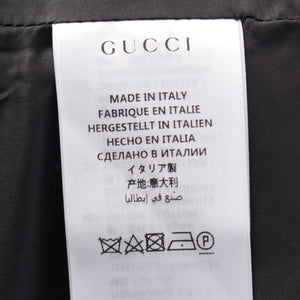 GUCCI
MADE IN ITALY
FABRIQUE EN ITALIE
HERGESTELLT IN ITALIEN
HECHO EN ITALIA
СДЕЛАНО В ИТАЛИИ
イタリア製
产地:意大利
صنع في إيطاليا
P